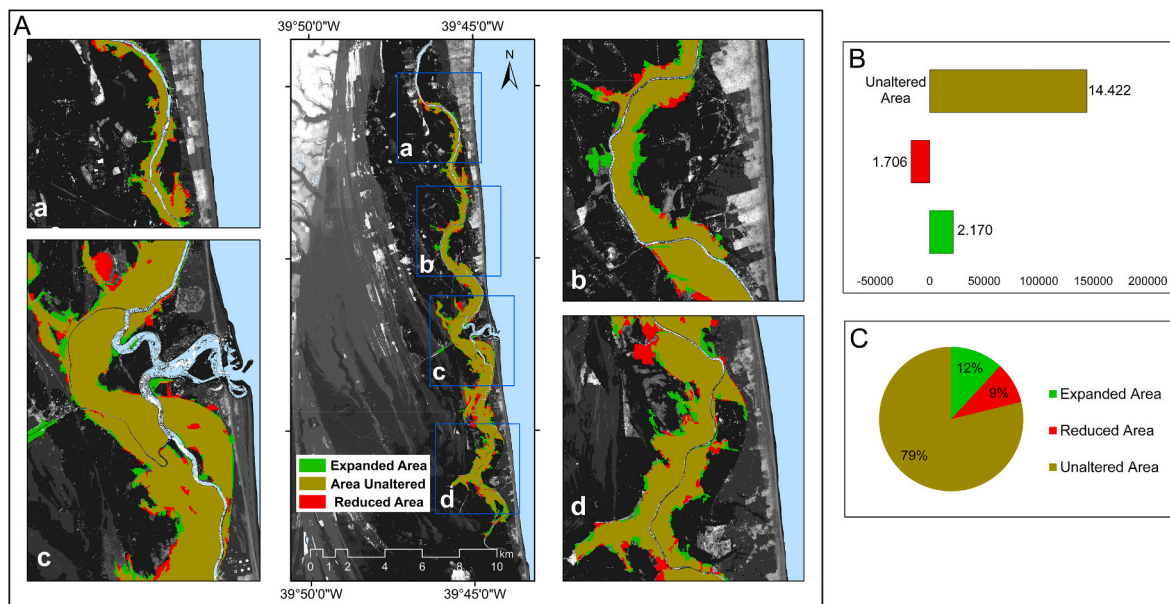 A
39°50'0"W
39°45'0"W
N
a
a
b
c
d
Expanded Area
Area Unaltered
Reduced Area
0 1 2 4 6 8 10
km
39°50'0"W
39°45'0"W
c
b
d
B
Unaltered
Area
14.422
1.706
2.170
-50000 0 50000 100000 150000 200000
C
12%
9%
79%
Expanded Area
Reduced Area
Unaltered Area